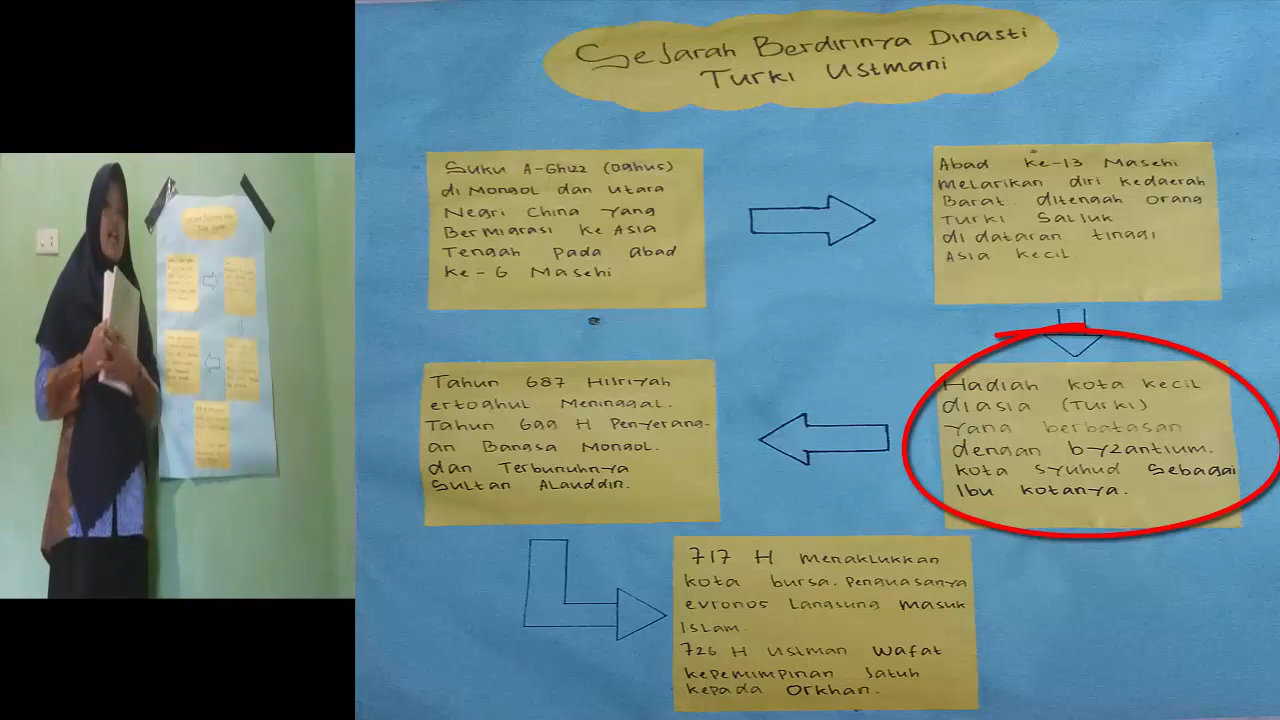 Sejarah Berdirinya Dinasti
Turki Ustmani
Suku A-Ghuzz (Oghus)
di Mongol dan utara
Negri China yang
Bermigrasi ke Asia
Tengah pada abad
ke-6 Masehi
Abad ke-13 Masehi
melarikan diri kedaerah
Barat ditengah orang
Turki Saljuk
di dataran tinggi
Asia kecil.
Hadiah kota kecil
diasia (Turki)
yang berbatasan
dengan byzantium.
kota syuhud sebagai
Ibu kotanya.
Tahun 687 Hijriyah
ertoghul Meninggal.
Tahun 699 H Penyerang-
an Bangsa Mongol.
dan Terbunuhnya
Sultan Alauddin.
717 H menaklukkan
kota bursa. Penguasanya
evronos Langsung masuk
Islam.
726 H Ustman wafat
kepemimpinan Jatuh
kepada Orkhan.